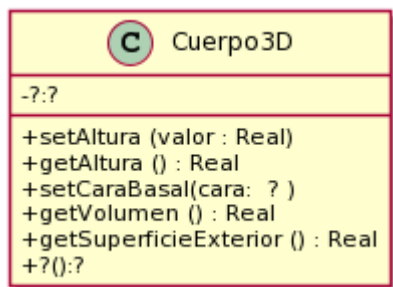 C Cuerpo3D
-?:?
+setAltura (valor : Real)
+getAltura () : Real
+setCaraBasal(cara:  ? )
+getVolumen () : Real
+getSuperficieExterior () : Real
+?():?